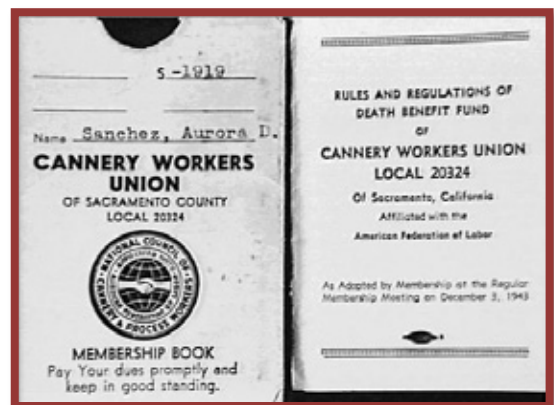 S -1919
Name Sanchez, Aurora D.
CANNERY WORKERS
UNION
OF SACRAMENTO COUNTY
LOCAL 20324
NATIONAL COUNCIL OF
CANNERY & PROCESS UNIONS
MEMBERSHIP BOOK
Pay Your dues promptly and
keep in good standing.
RULES AND REGULATIONS OF
DEATH BENEFIT FUND
OF
CANNERY WORKERS UNION
LOCAL 20324
Of Sacramento, California
Affiliated with the
American Federation of Labor
As Adopted by Membership at the Regular
Membership Meeting on December 3, 1943